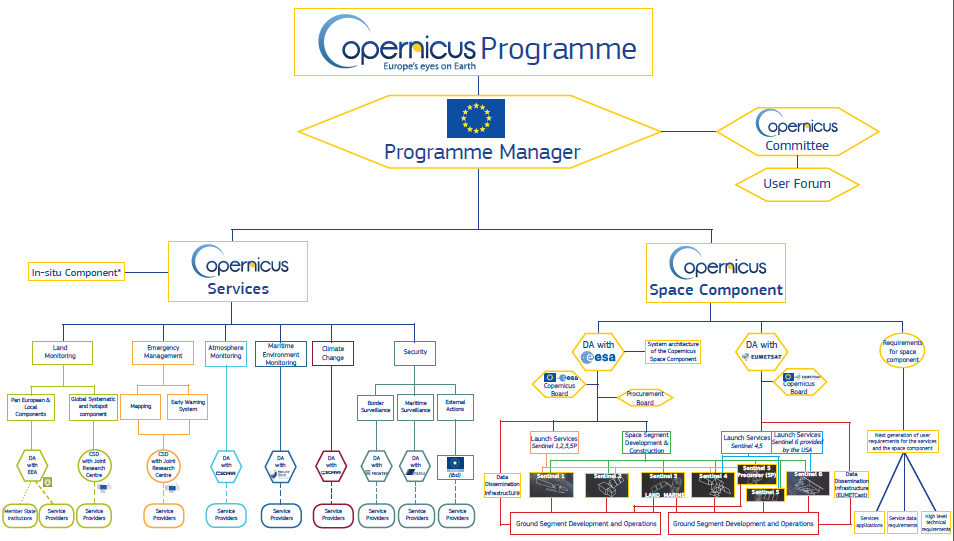 Copernicus Programme
Europe's eyes on Earth
Programme Manager
Copernicus
Committee
User Forum
In-situ Component*
Copernicus
Services
Copernicus
Space Component
Land
Monitoring
Emergency
Management
Atmosphere
Monitoring
Maritime
Environment
Monitoring
Climate
Change
Security
DA with
esa
System architecture
of the Copernicus
Space Component
DA with
EUMETSAT
Requirements
for space
component
esa
Copernicus
Board
Procurement
Board
EUMETSAT
Copernicus
Board
Pan European &
Local
Components
Global Systematic
and hotspot
component
Mapping
Early Warning
System
Border
Surveillance
Maritime
Surveillance
External
Actions
Launch Services
Sentinel 1,2,3,5P
Space Segment
Development &
Construction
Launch Services
Sentinel 4,5
Launch Services
Sentinel 6 provided
by the USA
Next generation of user
requirements for the services
and the space component
DA
with
EEA
CSD
with Joint
Research
Centre
CSD
with Joint
Research
Centre
DA
with
ECMWF
DA
with
DA
with
ECMWF
DA
with
FRONTEX
DA
with
EMSA
(tbd)
Data
Dissemination
Infrastructure
Sentinel 1
Sentinel 2
Sentinel 3
LAND MARINE
Sentinel 4
Sentinel 5
Precursor (5P)
Sentinel 5
Sentinel 6
Data
Dissemination
Infrastructure
(EUMETCast)
Member State
Institutions
Service
Providers
Service
Providers
Service
Providers
Service
Providers
Service
Providers
Service
Providers
Service
Providers
Service
Providers
Service
Providers
Ground Segment Development and Operations
Ground Segment Development and Operations
Services
applications
Service data
requirements
High level
technical
requirements